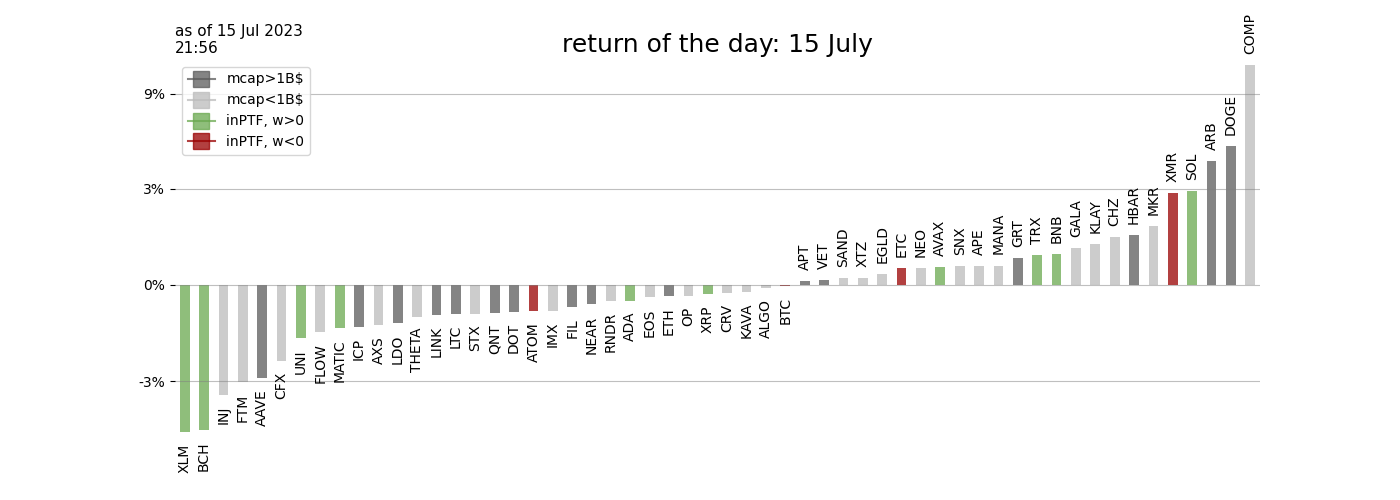 as of 15 Jul 2023
21:56
return of the day: 15 July
mcap>1B$
mcap<1B$
inPTF, w>0
inPTF, w<0
9%
3%
0%
-3%
XLM
BCH
INJ
FTM
AAVE
CFX
UNI
FLOW
MATIC
ICP
AXS
LDO
THETA
LINK
LTC
STX
QNT
DOT
ATOM
IMX
FIL
NEAR
RNDR
ADA
EOS
ETH
OP
XRP
CRV
KAVA
ALGO
BTC
APT
VET
SAND
XTZ
EGLD
ETC
NEO
AVAX
SNX
APE
MANA
GRT
TRX
BNB
GALA
KLAY
CHZ
HBAR
MKR
XMR
SOL
ARB
DOGE
COMP